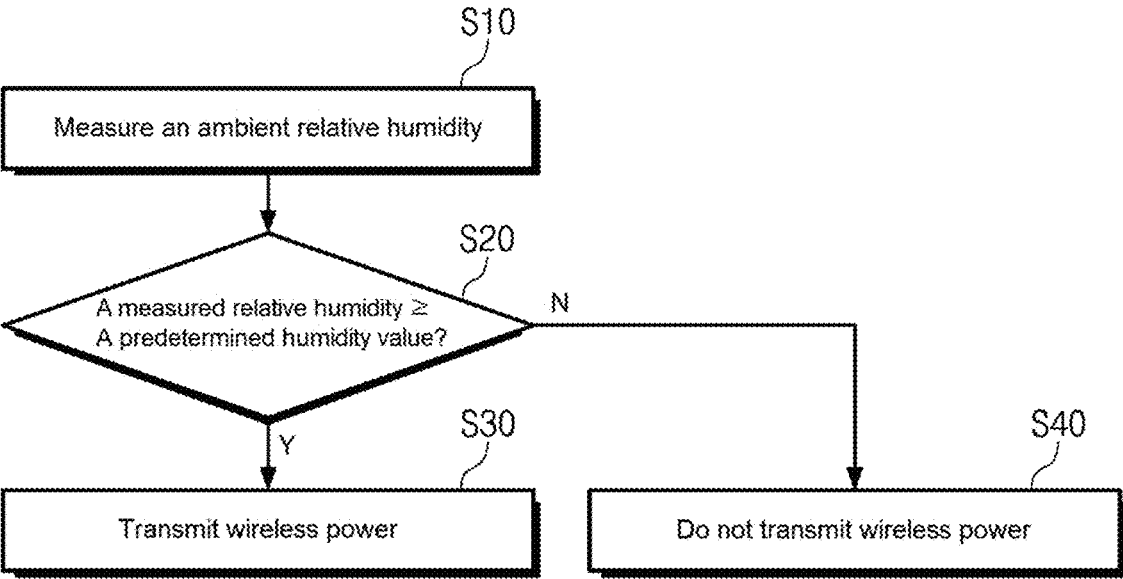 S10
Measure an ambient relative humidity
S20
A measured relative humidity ≥
A predetermined humidity value?
N
Y
S30
Transmit wireless power
S40
Do not transmit wireless power